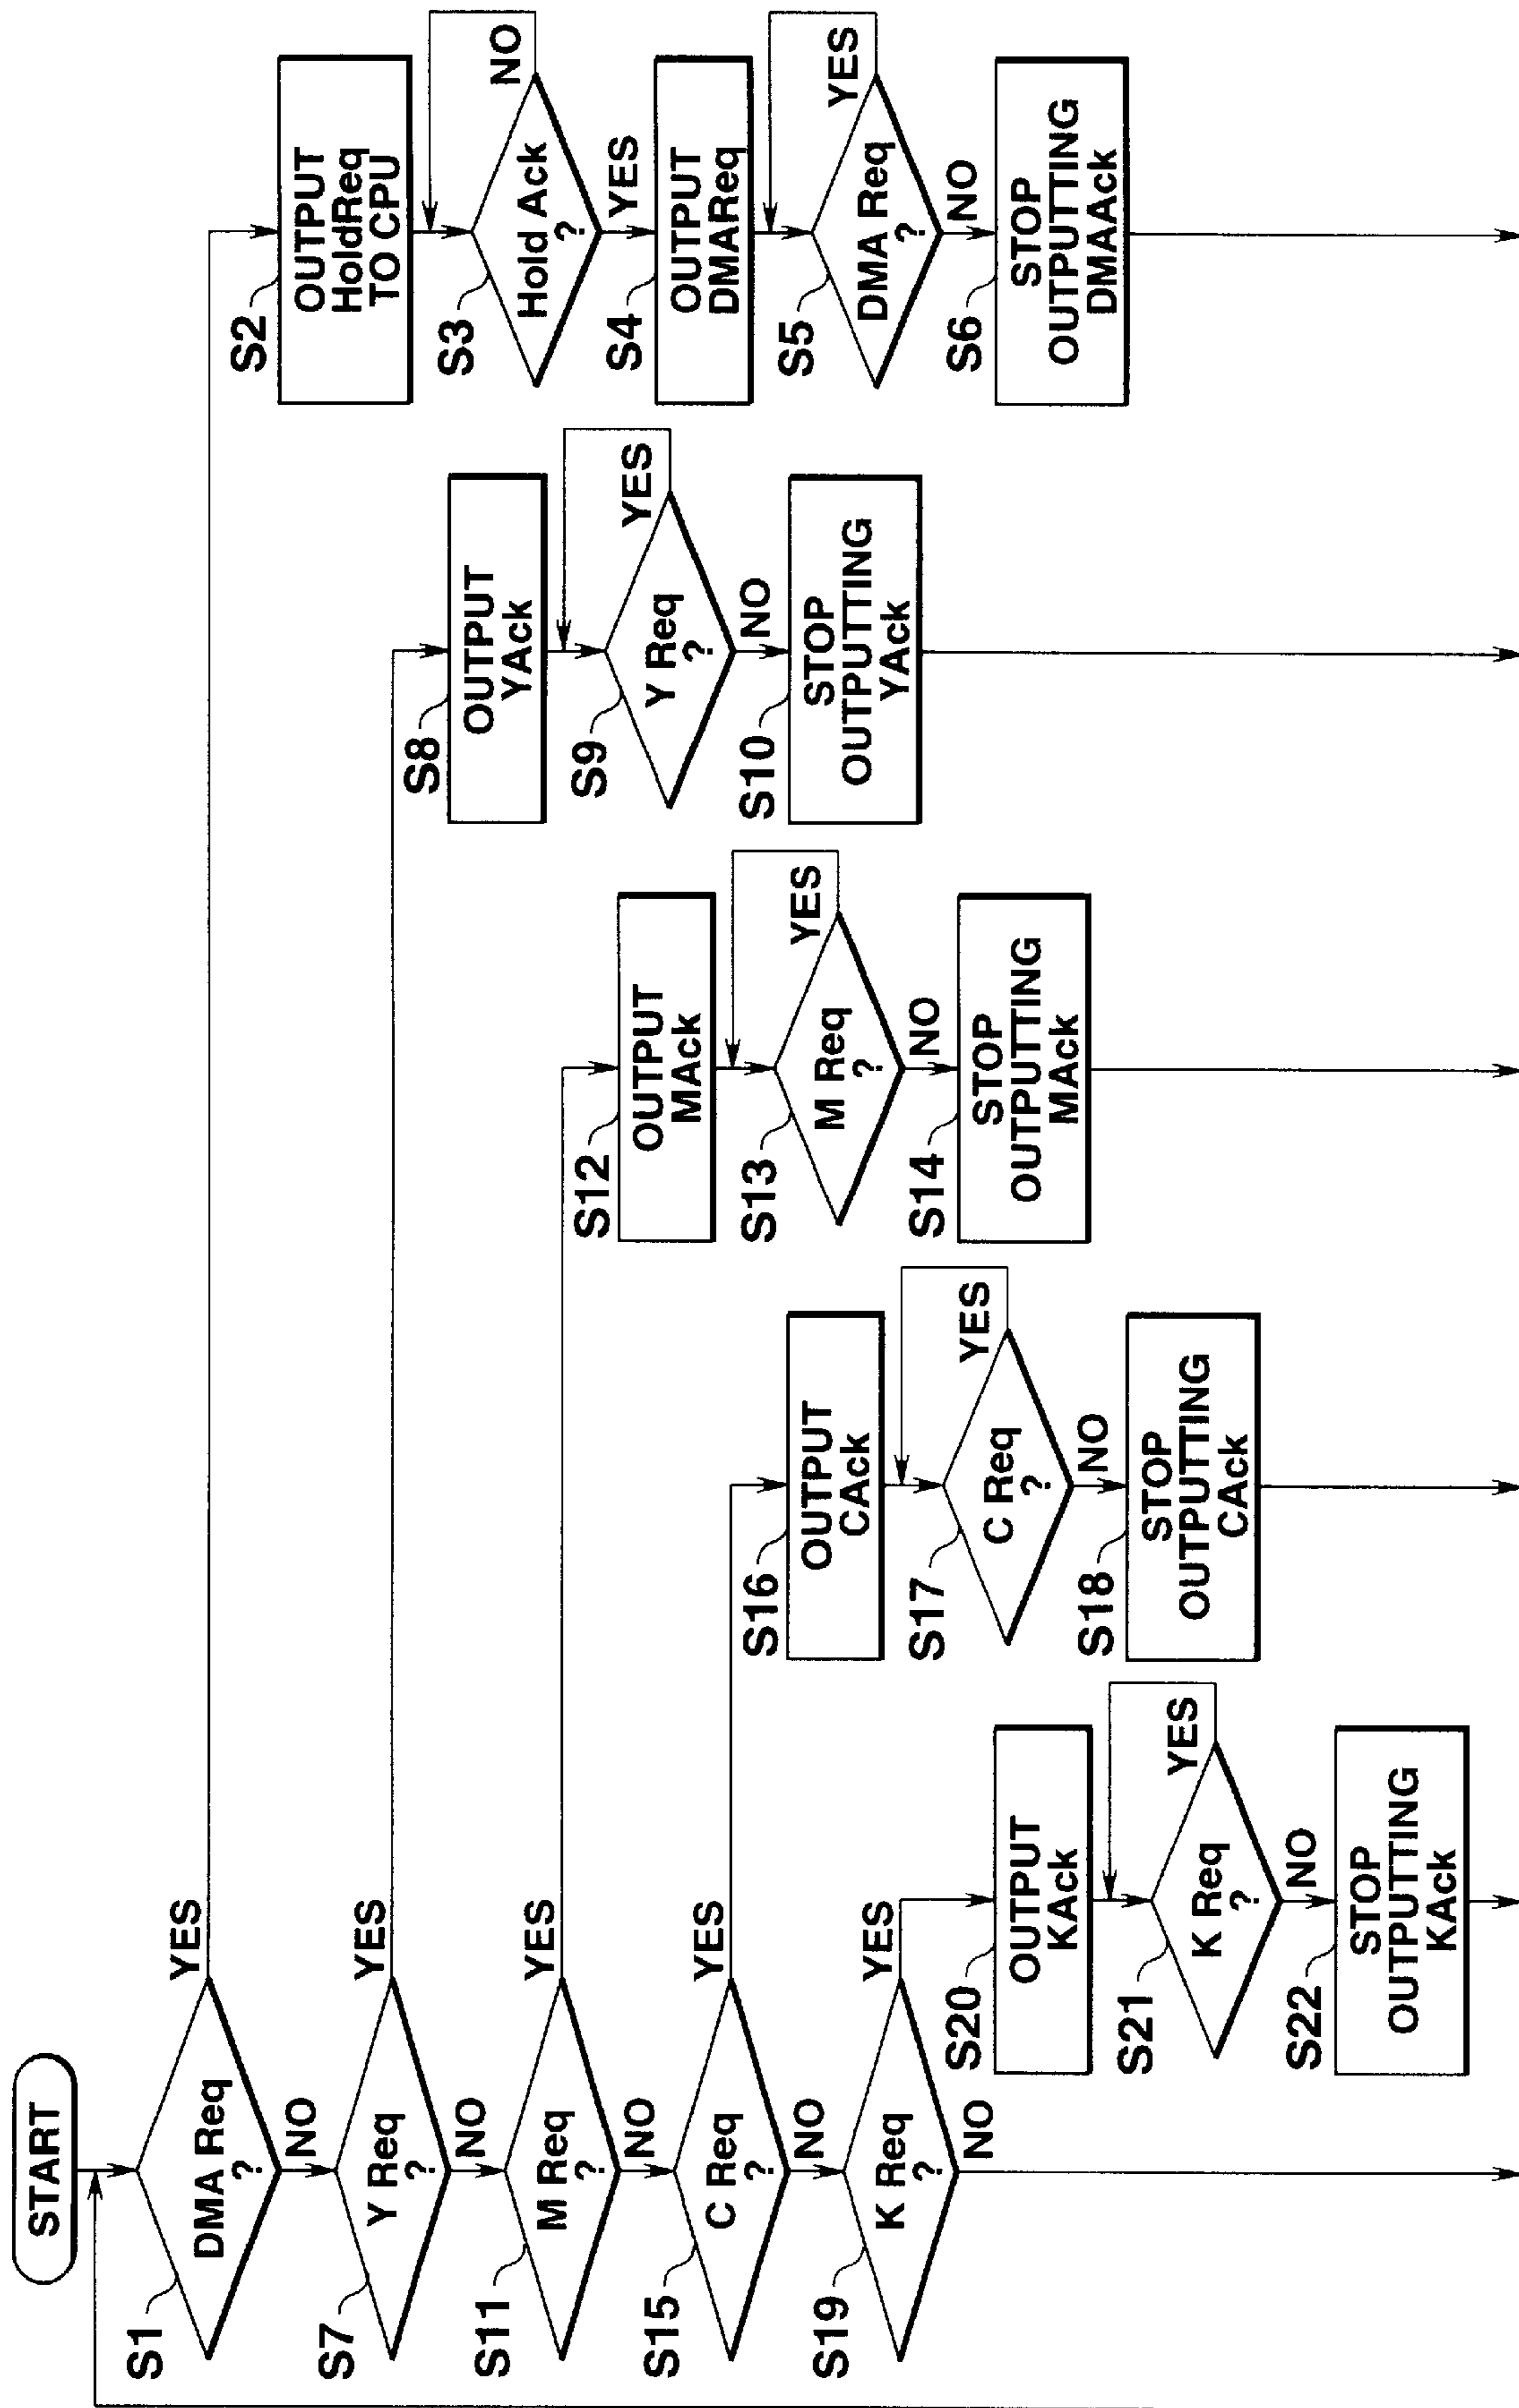 START
S1
DMA Req
?
YES
NO
S2
OUTPUT
HoldReq
TO CPU
S3
Hold Ack
?
NO
YES
S4
OUTPUT
DMAReq
S5
DMA Req
?
YES
NO
S6
STOP
OUTPUTTING
DMAAck
S7
Y Req
?
YES
NO
S8
OUTPUT
YAck
S9
Y Req
?
YES
NO
S10
STOP
OUTPUTTING
YAck
S11
M Req
?
YES
NO
S12
OUTPUT
MAck
S13
M Req
?
YES
NO
S14
STOP
OUTPUTTING
MAck
S15
C Req
?
YES
NO
S16
OUTPUT
CAck
S17
C Req
?
YES
NO
S18
STOP
OUTPUTTING
CAck
S19
K Req
?
YES
NO
S20
OUTPUT
KAck
S21
K Req
?
YES
NO
S22
STOP
OUTPUTTING
KAck